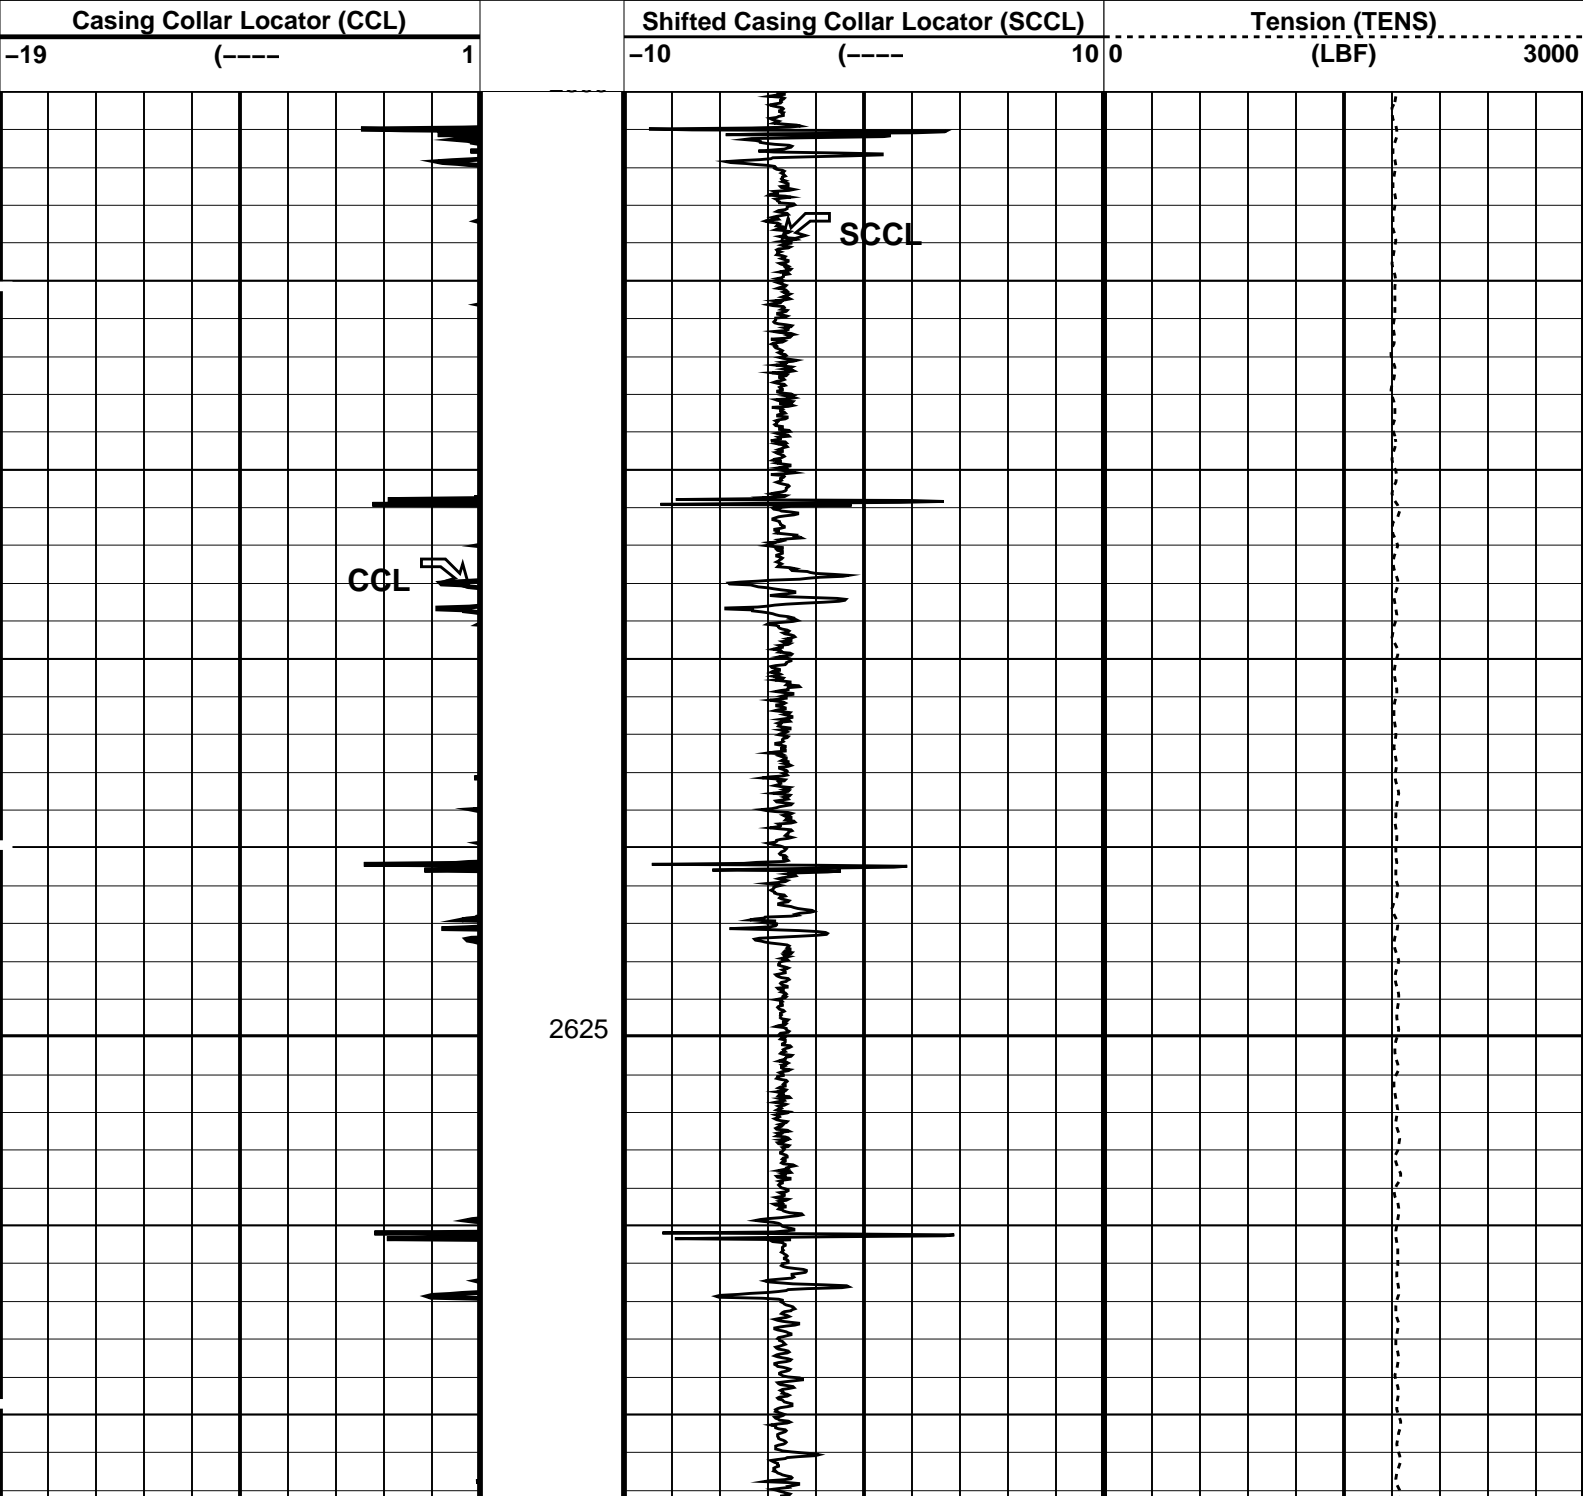 Casing Collar Locator (CCL)
Shifted Casing Collar Locator (SCCL)
Tension (TENS)
–19 (–––– 1
–10 (–––– 10
0 (LBF) 3000
SCCL
CCL
2625